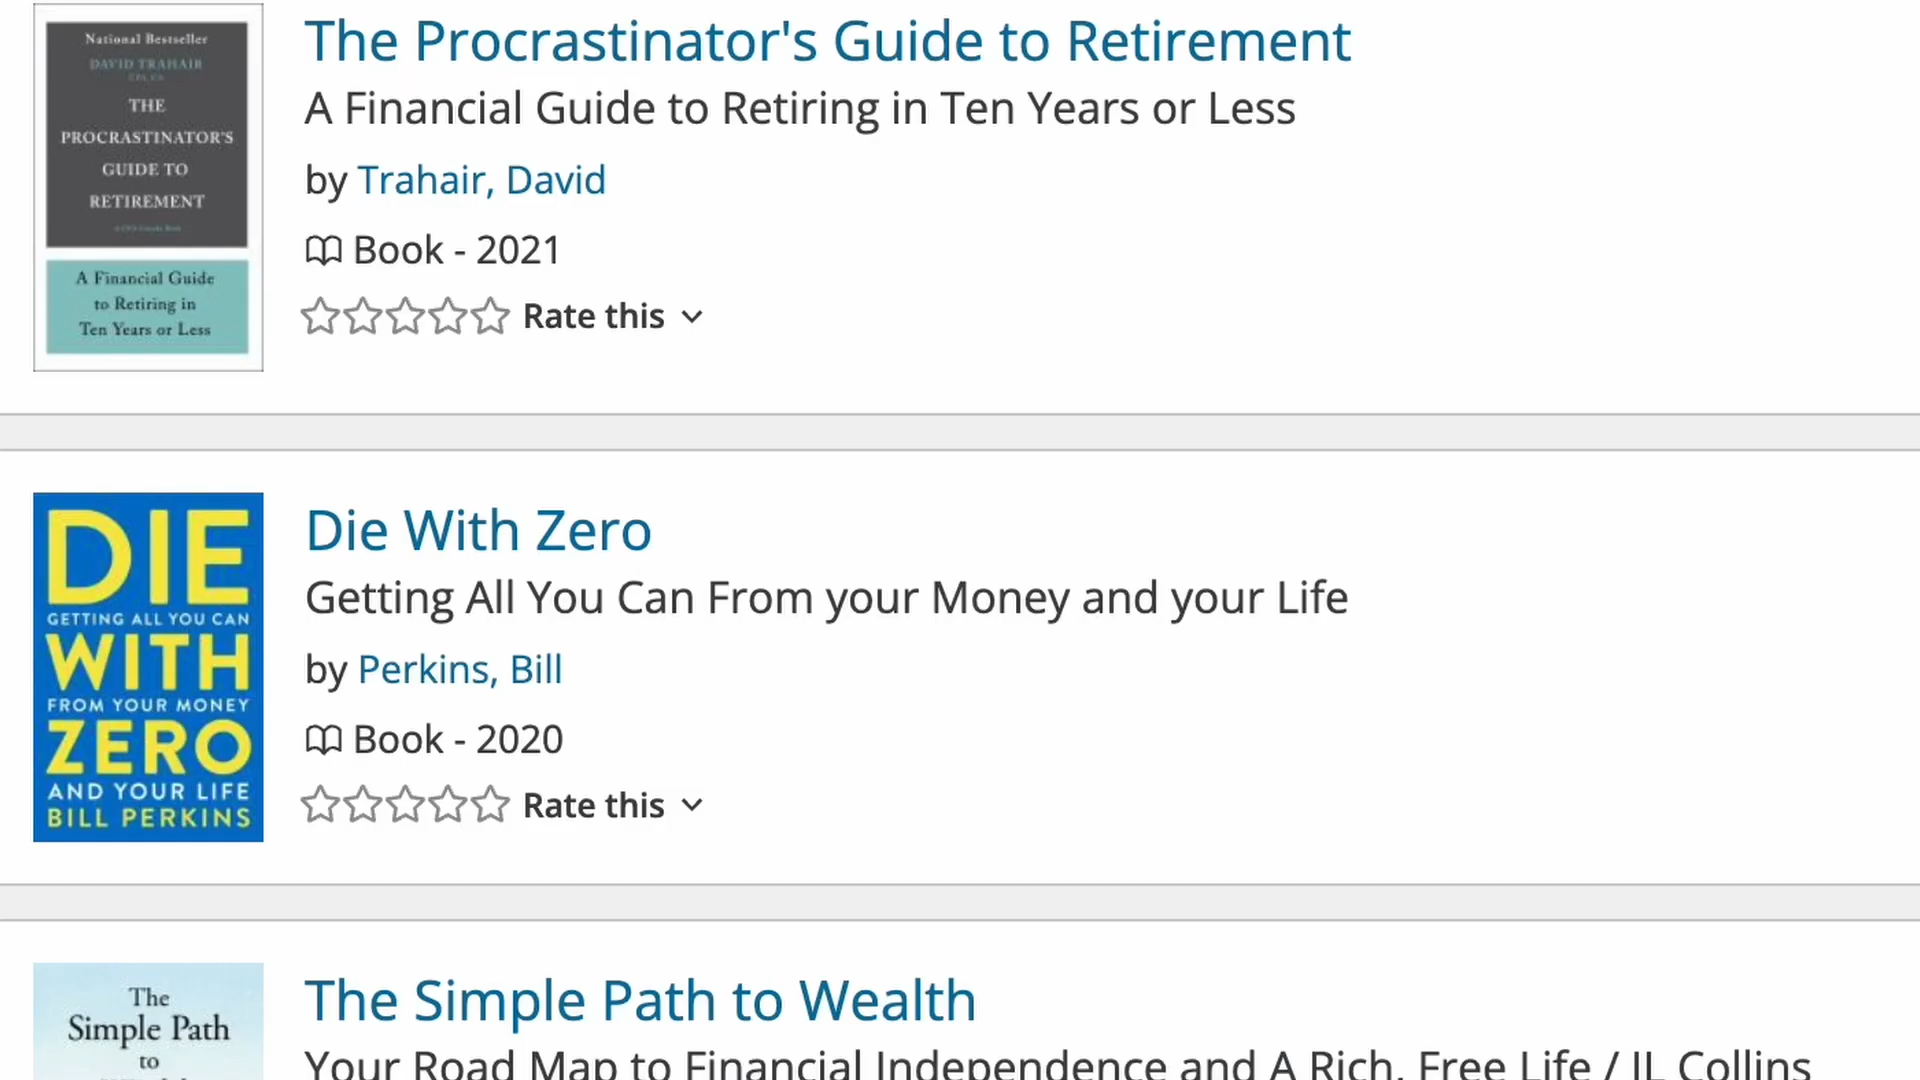 National Bestseller
DAVID TRAHAIR
THE
PROCRASTINATOR'S
GUIDE TO
RETIREMENT
A Financial Guide
to Retiring in
Ten Years or Less
The Procrastinator's Guide to Retirement
A Financial Guide to Retiring in Ten Years or Less
by Trahair, David
Book - 2021
Rate this
DIE
GETTING ALL YOU CAN
WITH
FROM YOUR MONEY
ZERO
AND YOUR LIFE
BILL PERKINS
Die With Zero
Getting All You Can From your Money and your Life
by Perkins, Bill
Book - 2020
Rate this
The
Simple Path
to
The Simple Path to Wealth
Your Road Map to Financial Independence and A Rich, Free Life / JL Collins